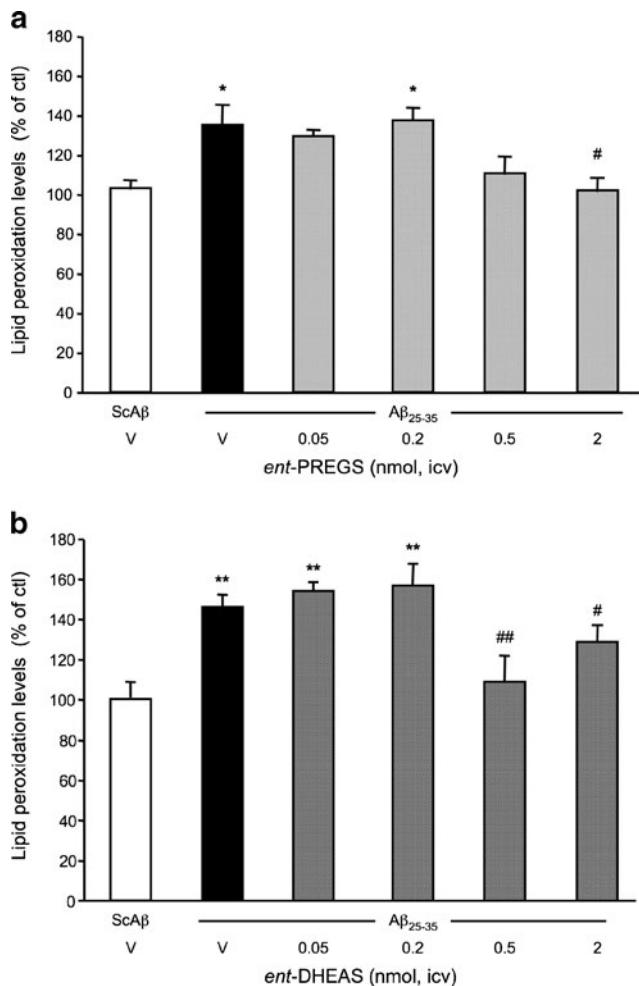 a
Lipid peroxidation levels (% of ctl)
180
160
140
120
100
80
60
40
20
0
* * #
ScAβ Aβ25-35
V V 0.05 0.2 0.5 2
ent-PREGS (nmol, icv)
b
Lipid peroxidation levels (% of ctl)
180
160
140
120
100
80
60
40
20
0
** ** ** ## #
ScAβ Aβ25-35
V V 0.05 0.2 0.5 2
ent-DHEAS (nmol, icv)